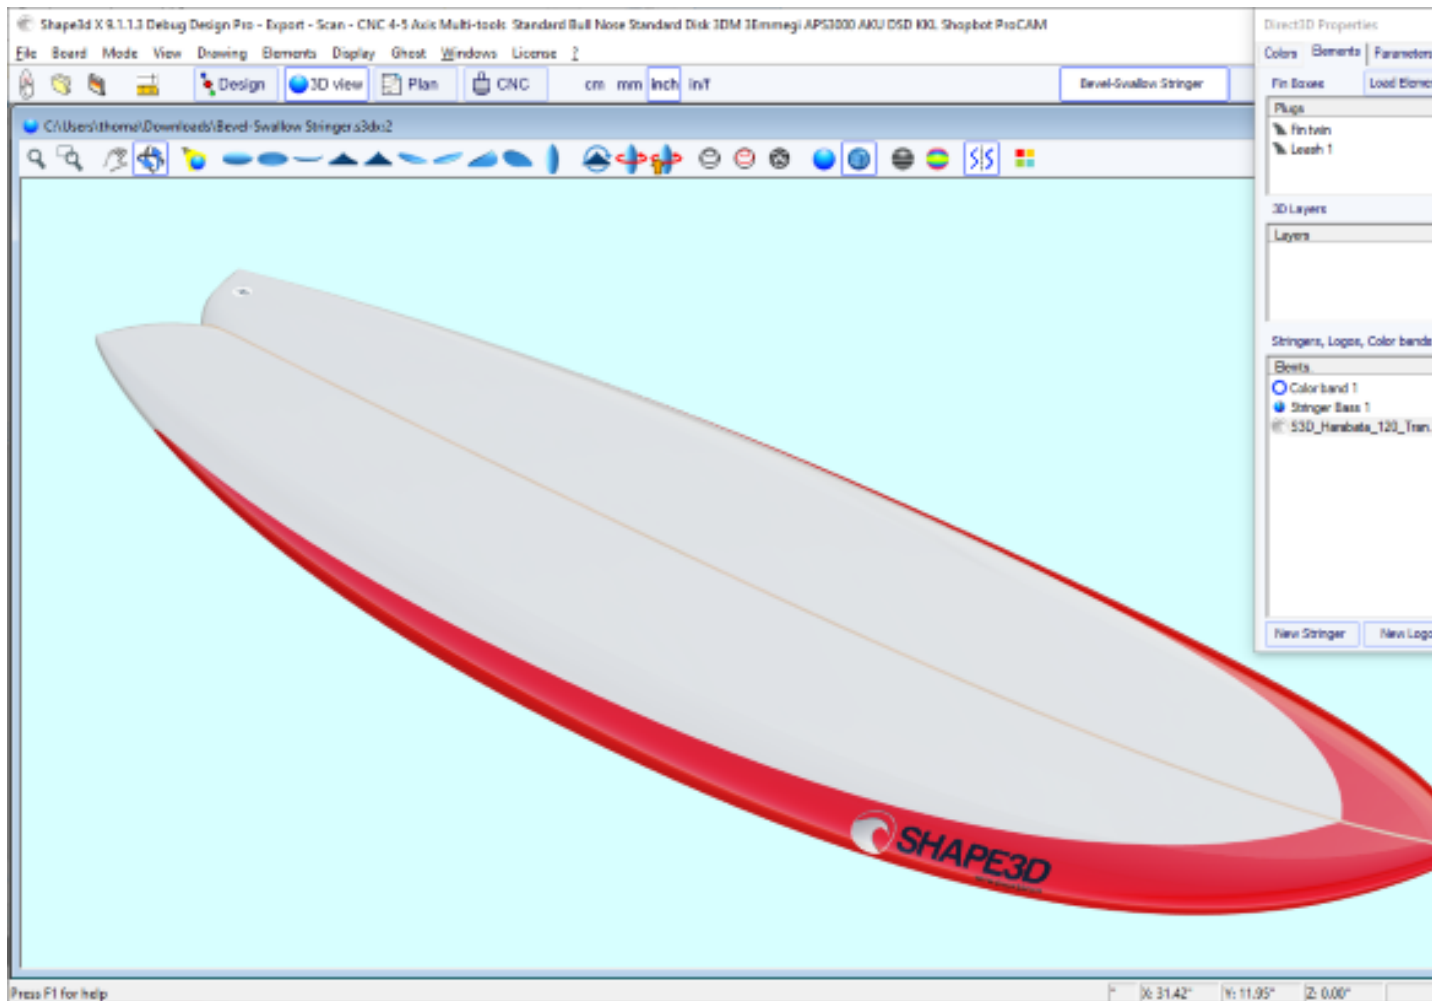 Shape3d X 9.1.1.3 Debug Design Pro - Export - Scan - CNC 4-5 Axis Multi-tools Standard Bull Nose Standard Disk 3DM 3Emmegi APS3000 AKU DSD KKL Shopbot ProCAM
File Board Mode View Drawing Elements Display Ghost Windows License ?
Design 3D view Plan CNC cm mm Inch in/f Bevel-Swallow Stringer
C:\Users\thoma\Downloads\Bevel-Swallow Stringer.s3dx:2
Direct3D Properties
Colors Elements Parameters
Fin Boxes Load Eleme
Plugs
fin twin
Leash 1
3D Layers
Layers
Stringers, Logos, Color bands
Color band 1
Stringer Bass 1
New Stringer New Logo
SHAPE3D
Press F1 for help
X: 31.42" Y: 11.95" Z: 0.00"